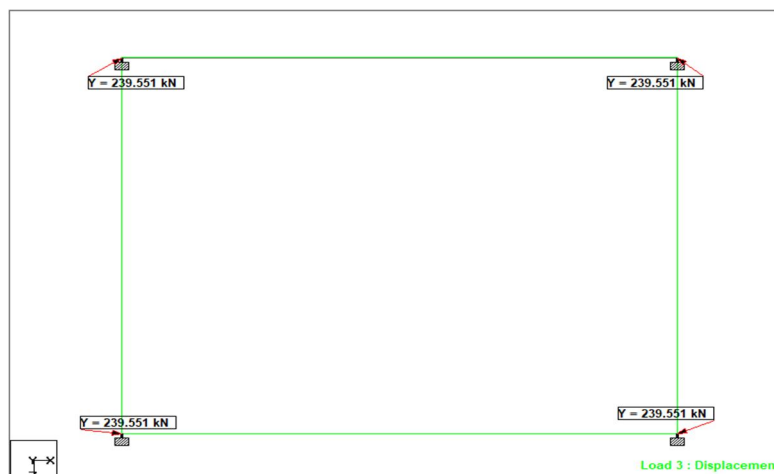 Y = 239.551 kN
Y = 239.551 kN
Y = 239.551 kN
Y = 239.551 kN
Y
X
Load 3 : Displacemen